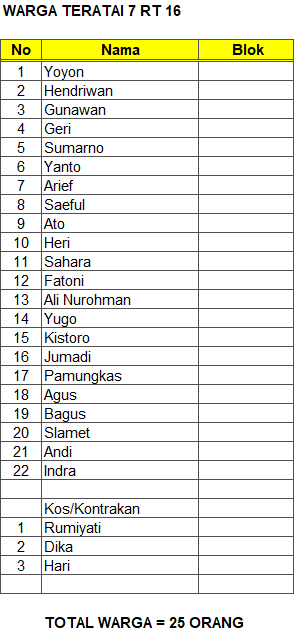 WARGA TERATAI 7 RT 16
No Nama Blok
1 Yoyon
2 Hendriwan
3 Gunawan
4 Geri
5 Sumarno
6 Yanto
7 Arief
8 Saeful
9 Ato
10 Heri
11 Sahara
12 Fatoni
13 Ali Nurohman
14 Yugo
15 Kistoro
16 Jumadi
17 Pamungkas
18 Agus
19 Bagus
20 Slamet
21 Andi
22 Indra
Kos/Kontrakan
1 Rumiyati
2 Dika
3 Hari
TOTAL WARGA = 25 ORANG